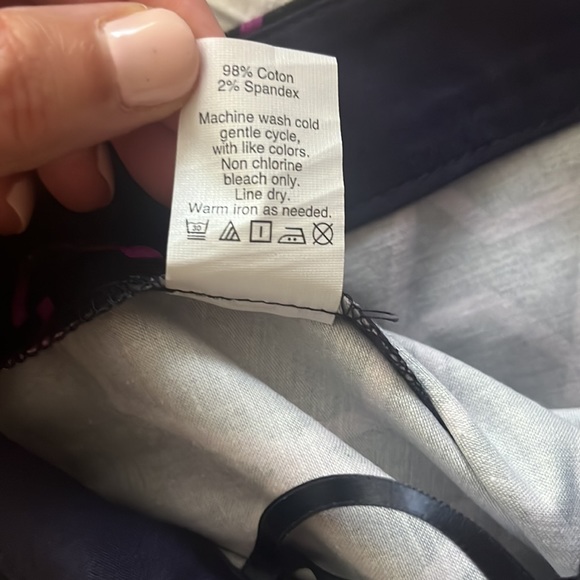 98% Coton
2% Spandex
Machine wash cold
gentle cycle,
with like colors.
Non chlorine
bleach only.
Line dry.
Warm iron as needed.
30